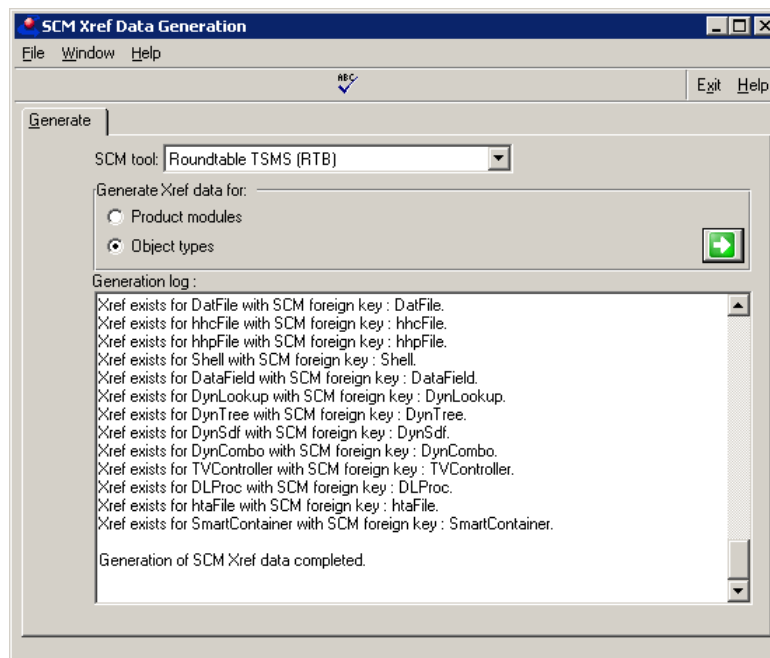 SCM Xref Data Generation
File Window Help
ABC
Exit Help
Generate
SCM tool: Roundtable TSMS (RTB)
Generate Xref data for:
Product modules
Object types
Generation log :
Xref exists for DatFile with SCM foreign key : DatFile.
Xref exists for hhcFile with SCM foreign key : hhcFile.
Xref exists for hhpFile with SCM foreign key : hhpFile.
Xref exists for Shell with SCM foreign key : Shell.
Xref exists for DataField with SCM foreign key : DataField.
Xref exists for DynLookup with SCM foreign key : DynLookup.
Xref exists for DynTree with SCM foreign key : DynTree.
Xref exists for DynSdf with SCM foreign key : DynSdf.
Xref exists for DynCombo with SCM foreign key : DynCombo.
Xref exists for TVController with SCM foreign key : TVController.
Xref exists for DLProc with SCM foreign key : DLProc.
Xref exists for htaFile with SCM foreign key : htaFile.
Xref exists for SmartContainer with SCM foreign key : SmartContainer.
Generation of SCM Xref data completed.